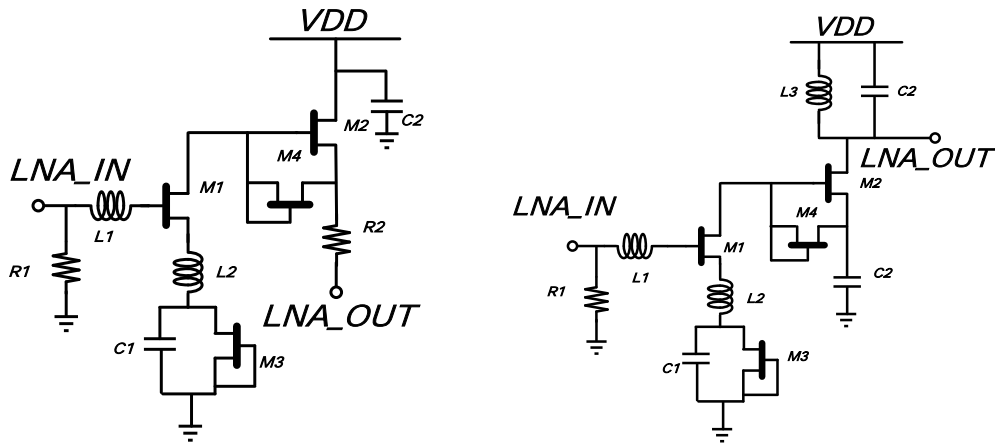 VDD
C2
M2
M4
LNA_IN
M1
L1
R2
R1
L2
LNA_OUT
C1
M3
VDD
L3
C2
LNA_OUT
M2
LNA_IN
M4
M1
L1
C2
R1
L2
C1
M3